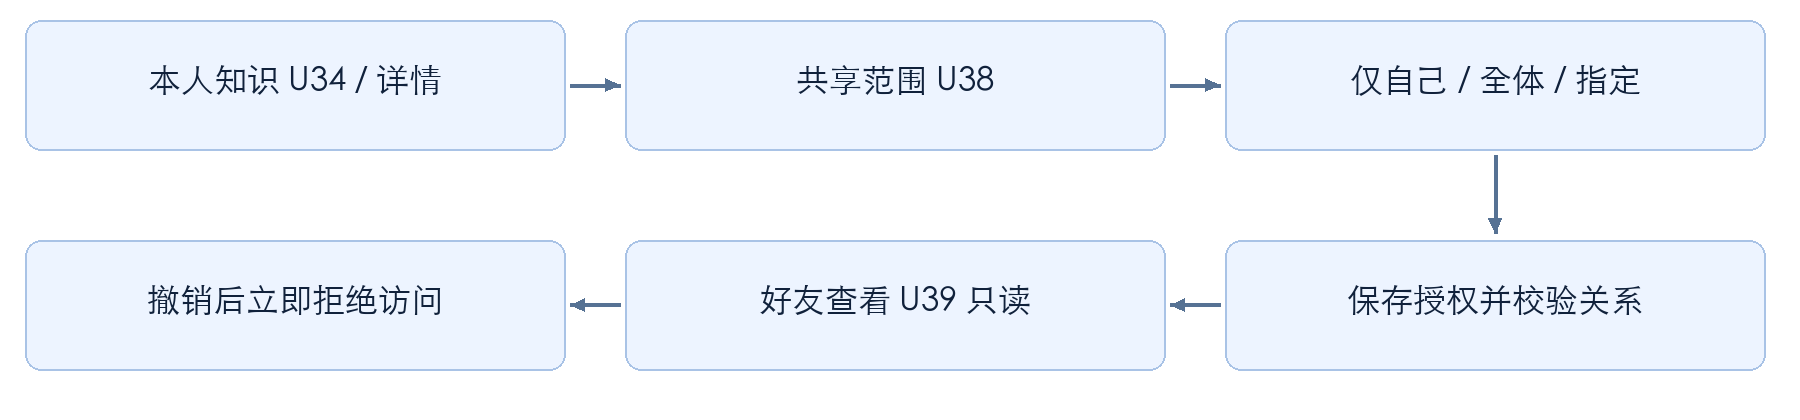 本人知识 U34 / 详情
共享范围 U38
仅自己 / 全体 / 指定
保存授权并校验关系
好友查看 U39 只读
撤销后立即拒绝访问